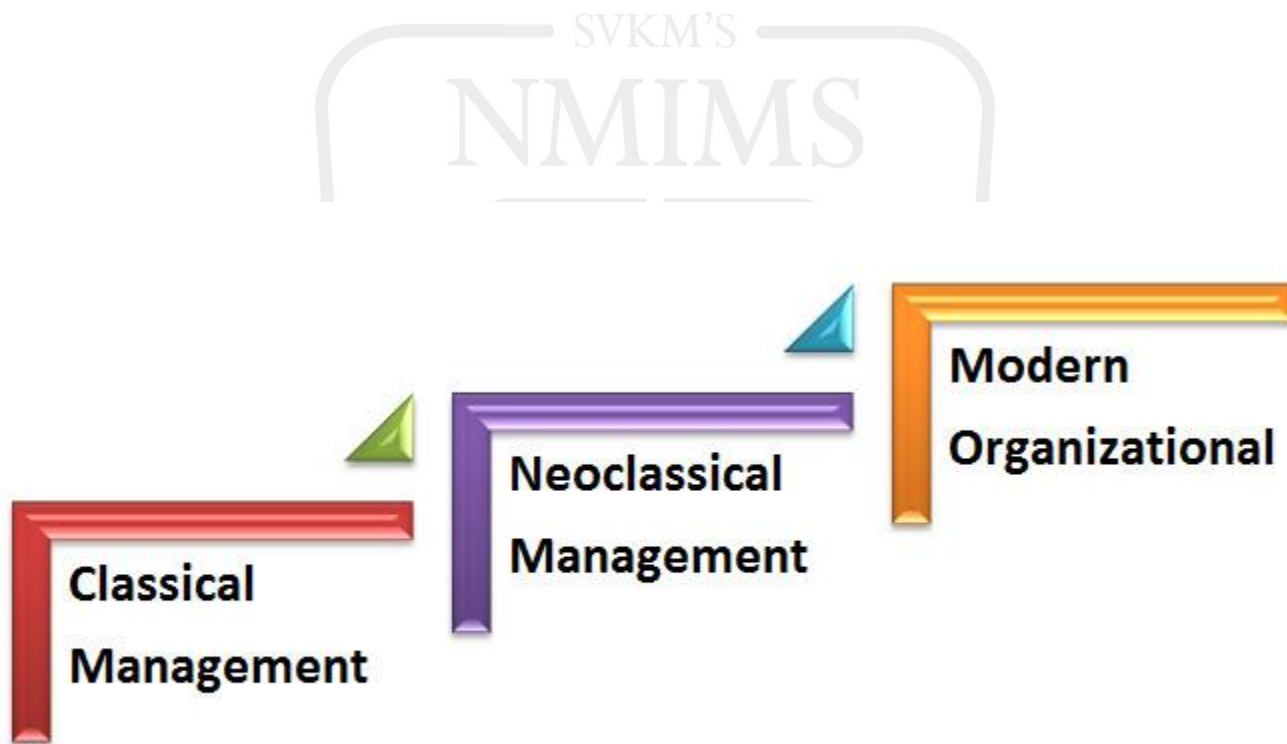 SVKM'S
NMIMS
Modern
Organizational
Neoclassical
Management
Classical
Management